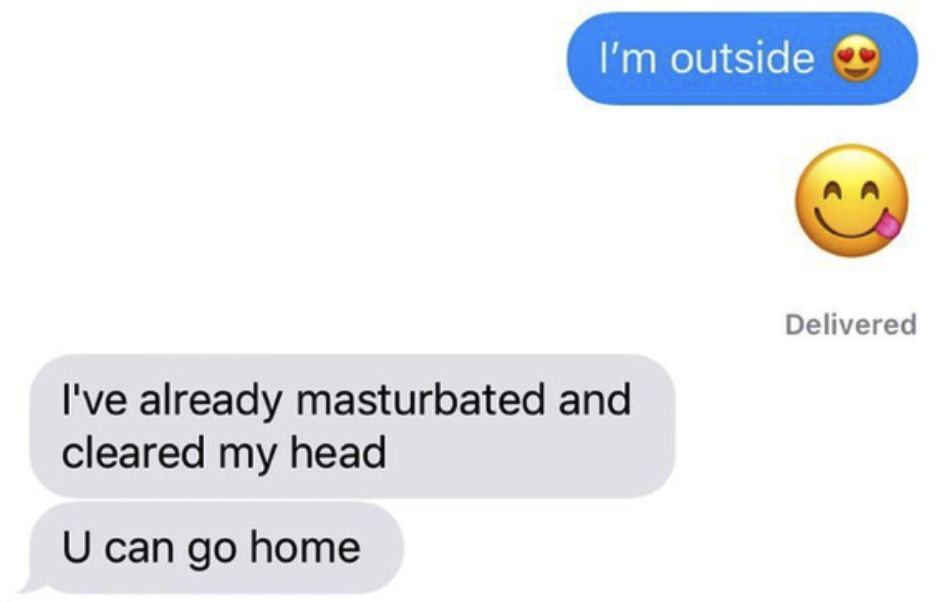 I'm outside 😍
😋
Delivered
I've already masturbated and
cleared my head
U can go home